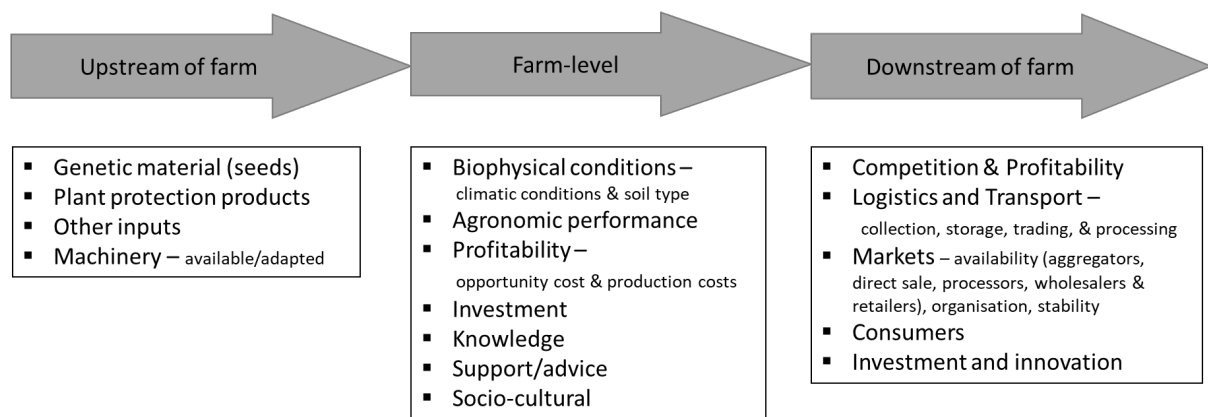 Upstream of farm
Farm-level
Downstream of farm
▪ Genetic material (seeds)
▪ Plant protection products
▪ Other inputs
▪ Machinery – available/adapted
▪ Biophysical conditions –
climatic conditions & soil type
▪ Agronomic performance
▪ Profitability –
opportunity cost & production costs
▪ Investment
▪ Knowledge
▪ Support/advice
▪ Socio-cultural
▪ Competition & Profitability
▪ Logistics and Transport –
collection, storage, trading, & processing
▪ Markets – availability (aggregators,
direct sale, processors, wholesalers &
retailers), organisation, stability
▪ Consumers
▪ Investment and innovation